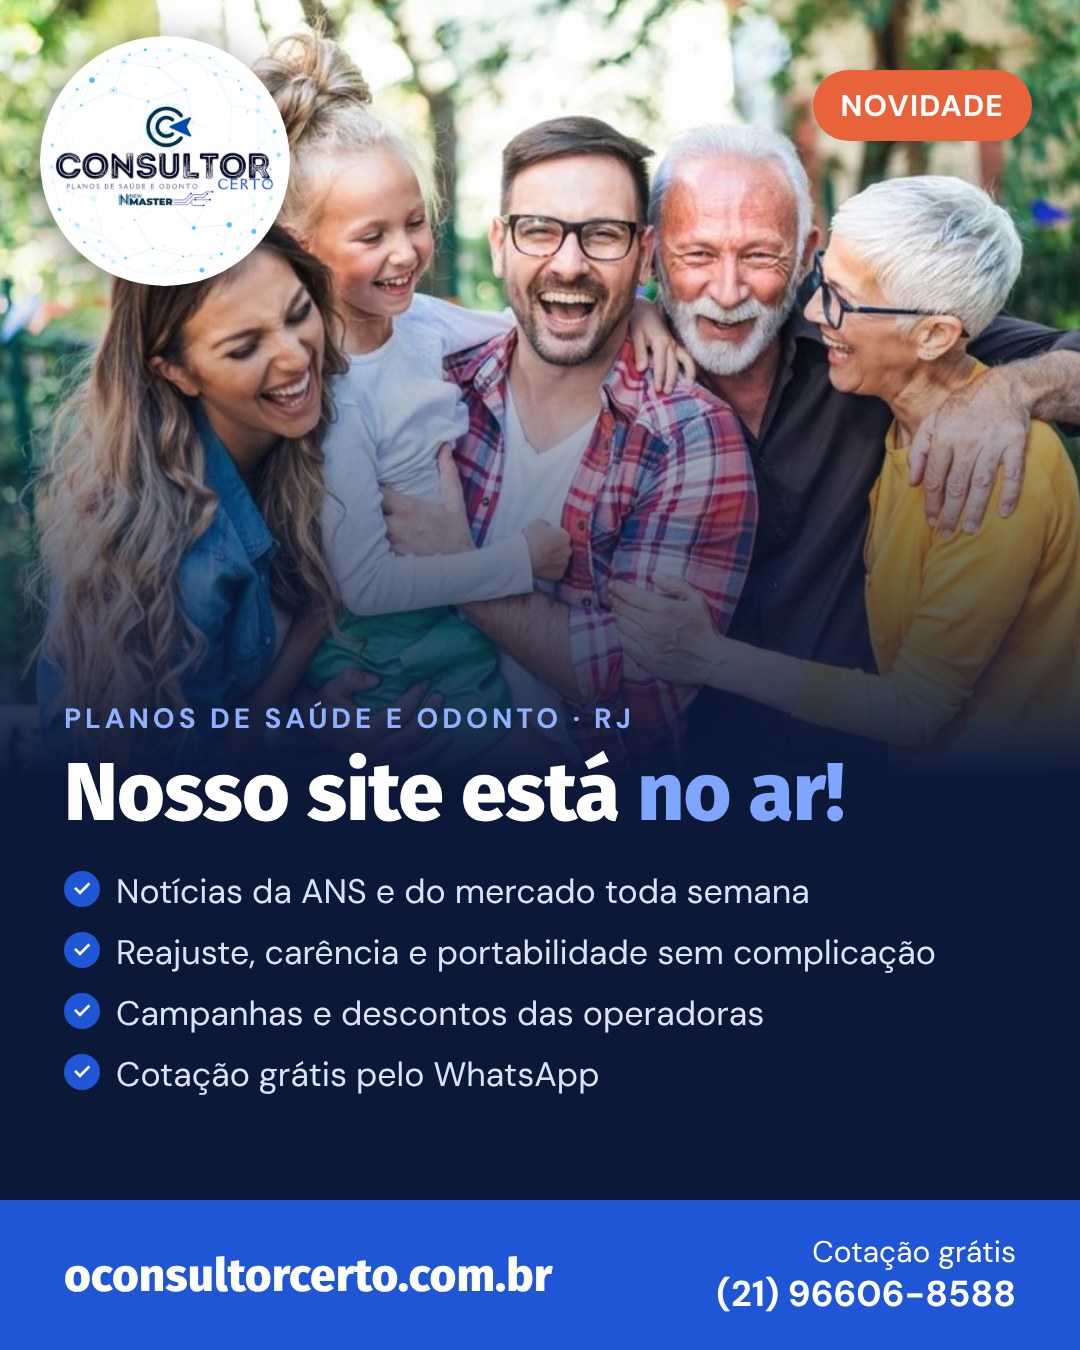 CONSULTOR
CERTO
PLANOS DE SAÚDE E ODONTO
NEW
MASTER
NOVIDADE
PLANOS DE SAÚDE E ODONTO · RJ
Nosso site está no ar!
Notícias da ANS e do mercado toda semana
Reajuste, carência e portabilidade sem complicação
Campanhas e descontos das operadoras
Cotação grátis pelo WhatsApp
oconsultorcerto.com.br
Cotação grátis
(21) 96606-8588